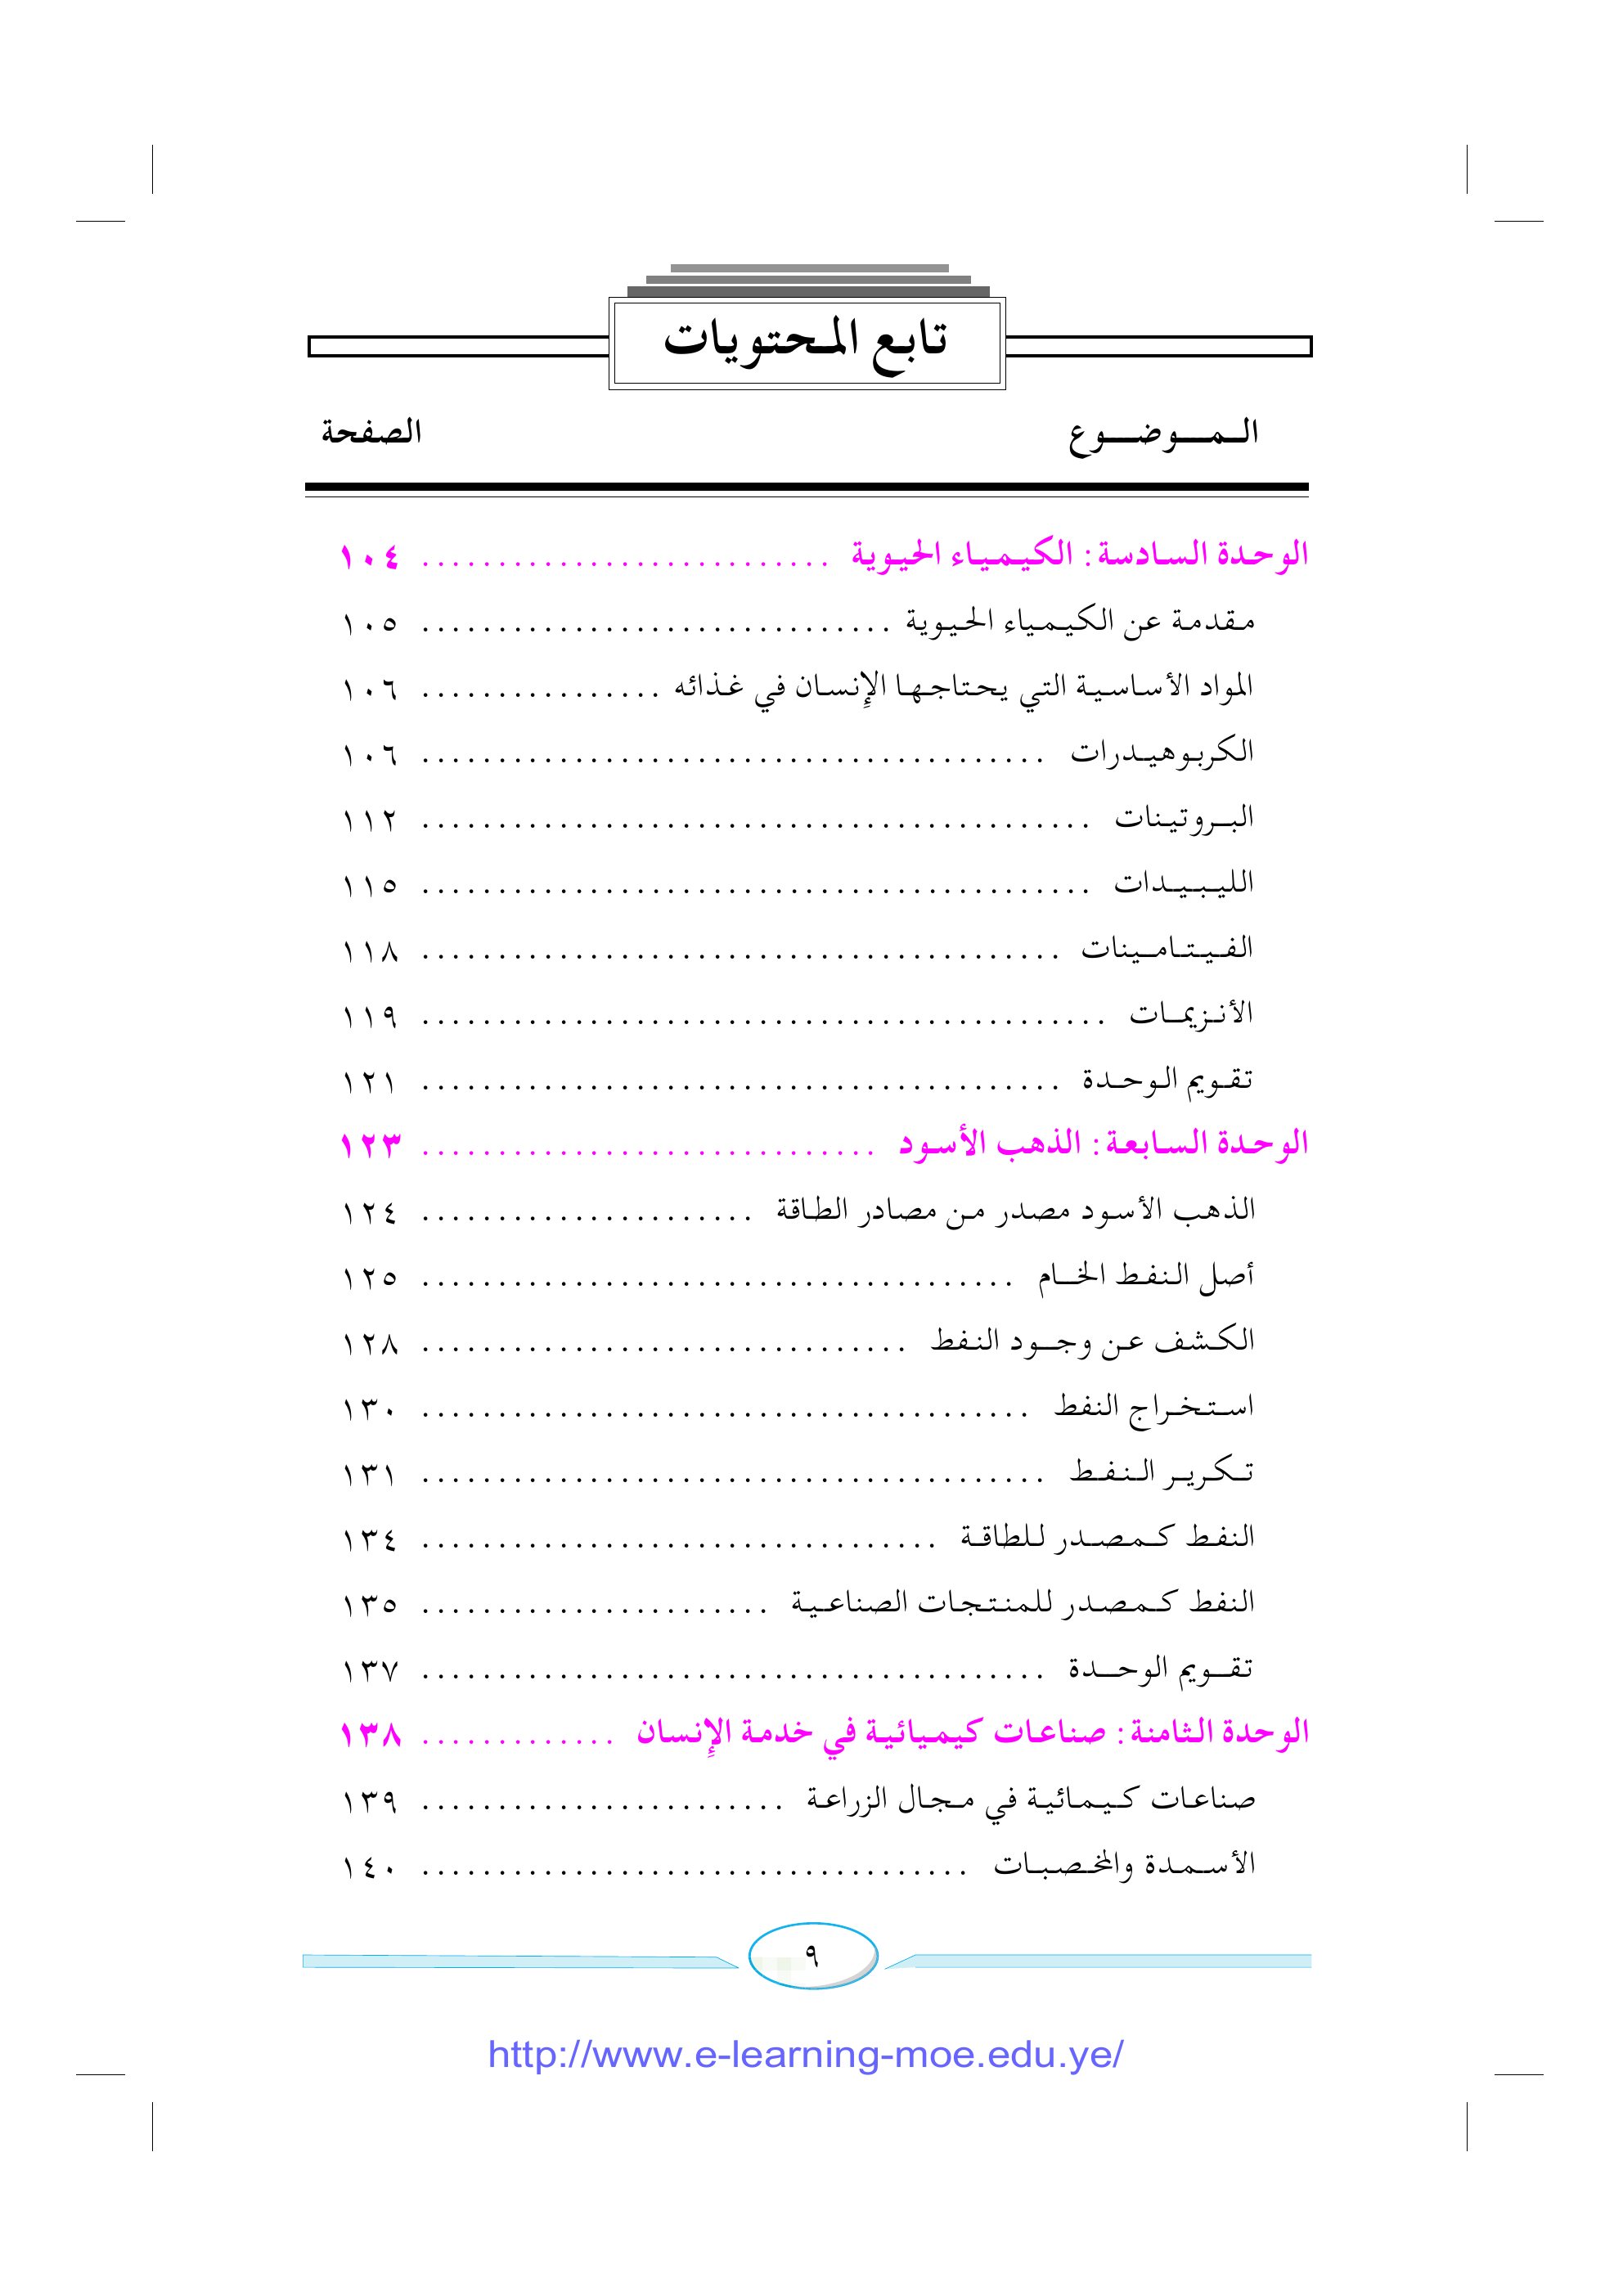 تابع المحتويات
الموضوع الصفحة
الوحدة السادسة: الكيمياء الحيوية ........................... ١٠٤
مقدمة عن الكيمياء الحيوية ............................... ١٠٥
المواد الأساسية التي يحتاجها الإنسان في غذائه ................ ١٠٦
الكربوهيدرات ......................................... ١٠٦
البروتينات ............................................ ١١٢
الليبيدات ............................................ ١١٥
الفيتامينات .......................................... ١١٨
الأنزيمات ............................................. ١١٩
تقويم الوحدة .......................................... ١٢١
الوحدة السابعة: الذهب الأسود .............................. ١٢٣
الذهب الأسود مصدر من مصادر الطاقة ...................... ١٢٤
أصل النفط الخام ....................................... ١٢٥
الكشف عن وجود النفط ................................ ١٢٨
استخراج النفط ........................................ ١٣٠
تكرير النفط ......................................... ١٣١
النفط كمصدر للطاقة .................................. ١٣٤
النفط كمصدر للمنتجات الصناعية ....................... ١٣٥
تقويم الوحدة ......................................... ١٣٧
الوحدة الثامنة: صناعات كيميائية في خدمة الإنسان ............. ١٣٨
صناعات كيمائية في مجال الزراعة ........................ ١٣٩
الأسمدة والمخصبات .................................... ١٤٠
٩
http://www.e-learning-moe.edu.ye/